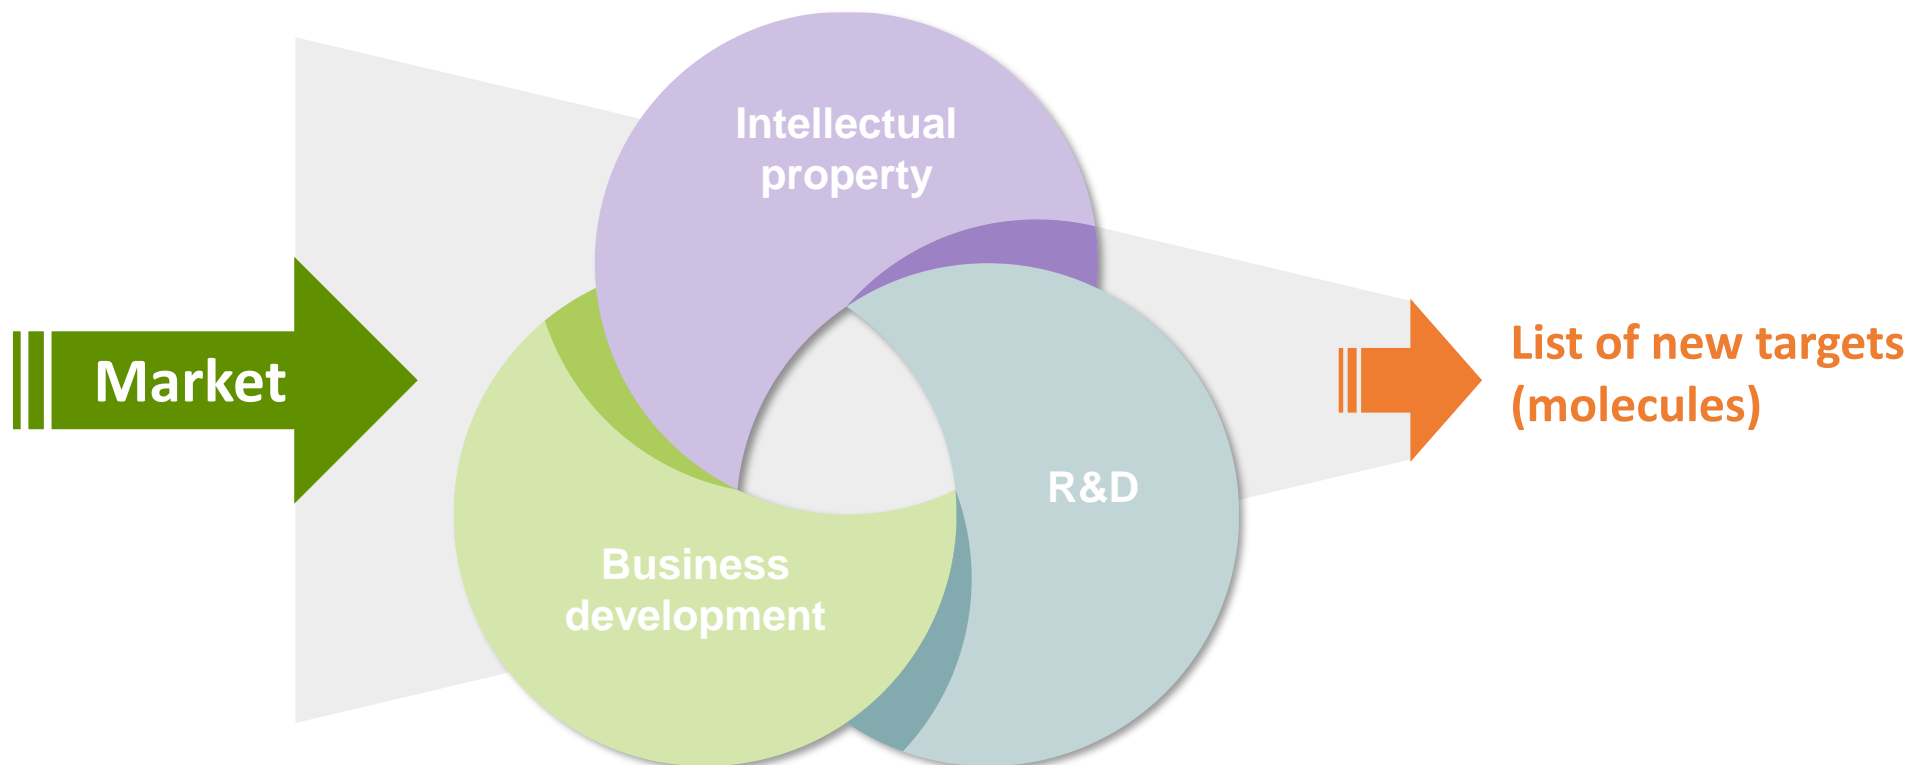 Intellectual
property
Market
R&D
Business
development
List of new targets
(molecules)